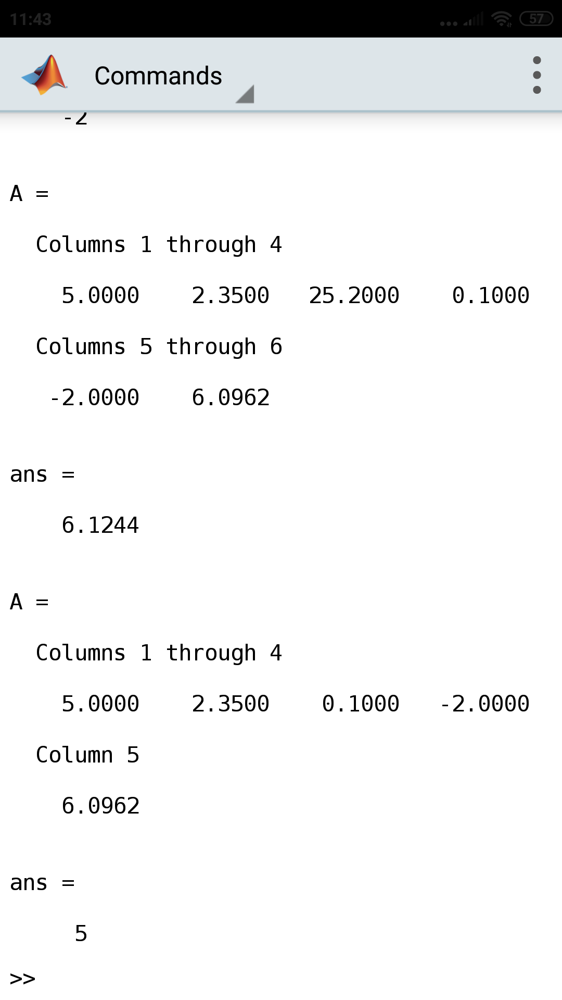 11:43
57
Commands
-2
A =
Columns 1 through 4
5.0000 2.3500 25.2000 0.1000
Columns 5 through 6
-2.0000 6.0962
ans =
6.1244
A =
Columns 1 through 4
5.0000 2.3500 0.1000 -2.0000
Column 5
6.0962
ans =
5
>>